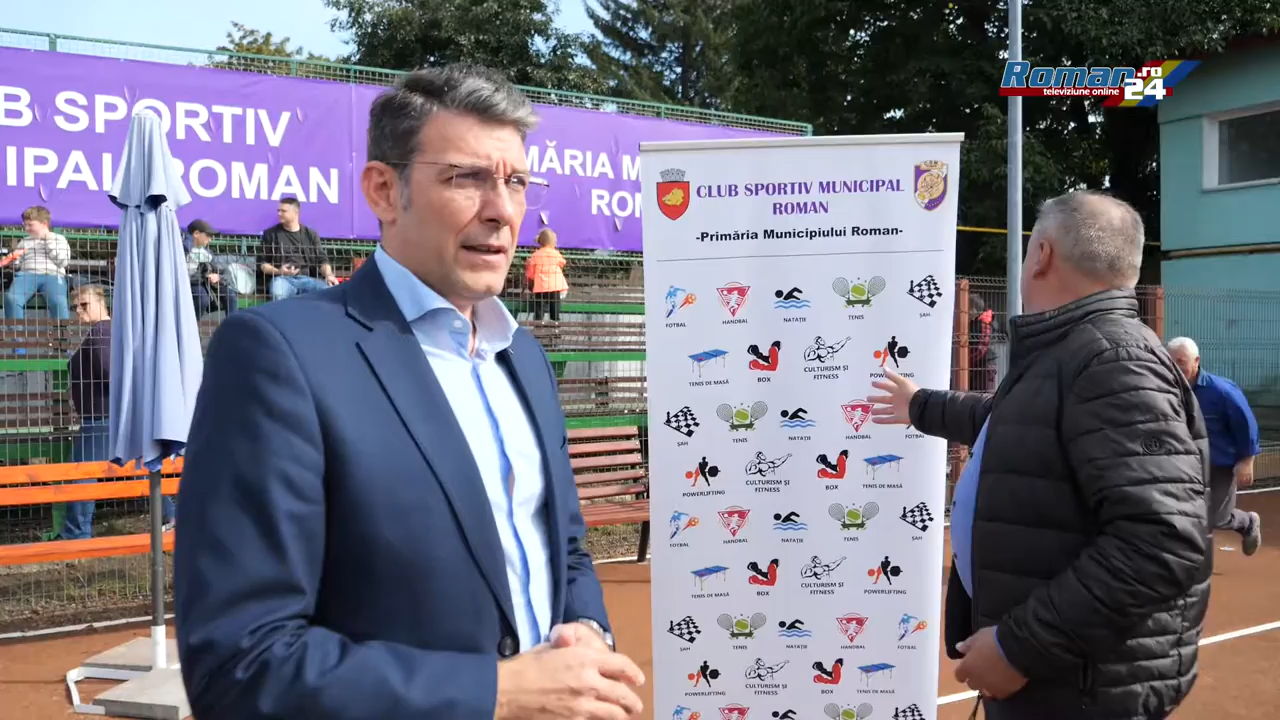 Roman24.ro
televiziune online
B SPORTIV
IPAL ROMAN
MĂRIA M
ROM
CLUB SPORTIV MUNICIPAL
ROMAN
-Primăria Municipiului Roman-
FOTBAL HANDBAL NATAȚIE TENIS ȘAH
TENIS DE MASĂ BOX CULTURISM ȘI FITNESS POWERLIFTING
ȘAH TENIS NATAȚIE HANDBAL FOTBAL
POWERLIFTING CULTURISM ȘI FITNESS BOX TENIS DE MASĂ
FOTBAL HANDBAL NATAȚIE TENIS ȘAH
TENIS DE MASĂ BOX CULTURISM ȘI FITNESS POWERLIFTING
ȘAH TENIS NATAȚIE HANDBAL FOTBAL
POWERLIFTING CULTURISM ȘI FITNESS BOX TENIS DE MASĂ